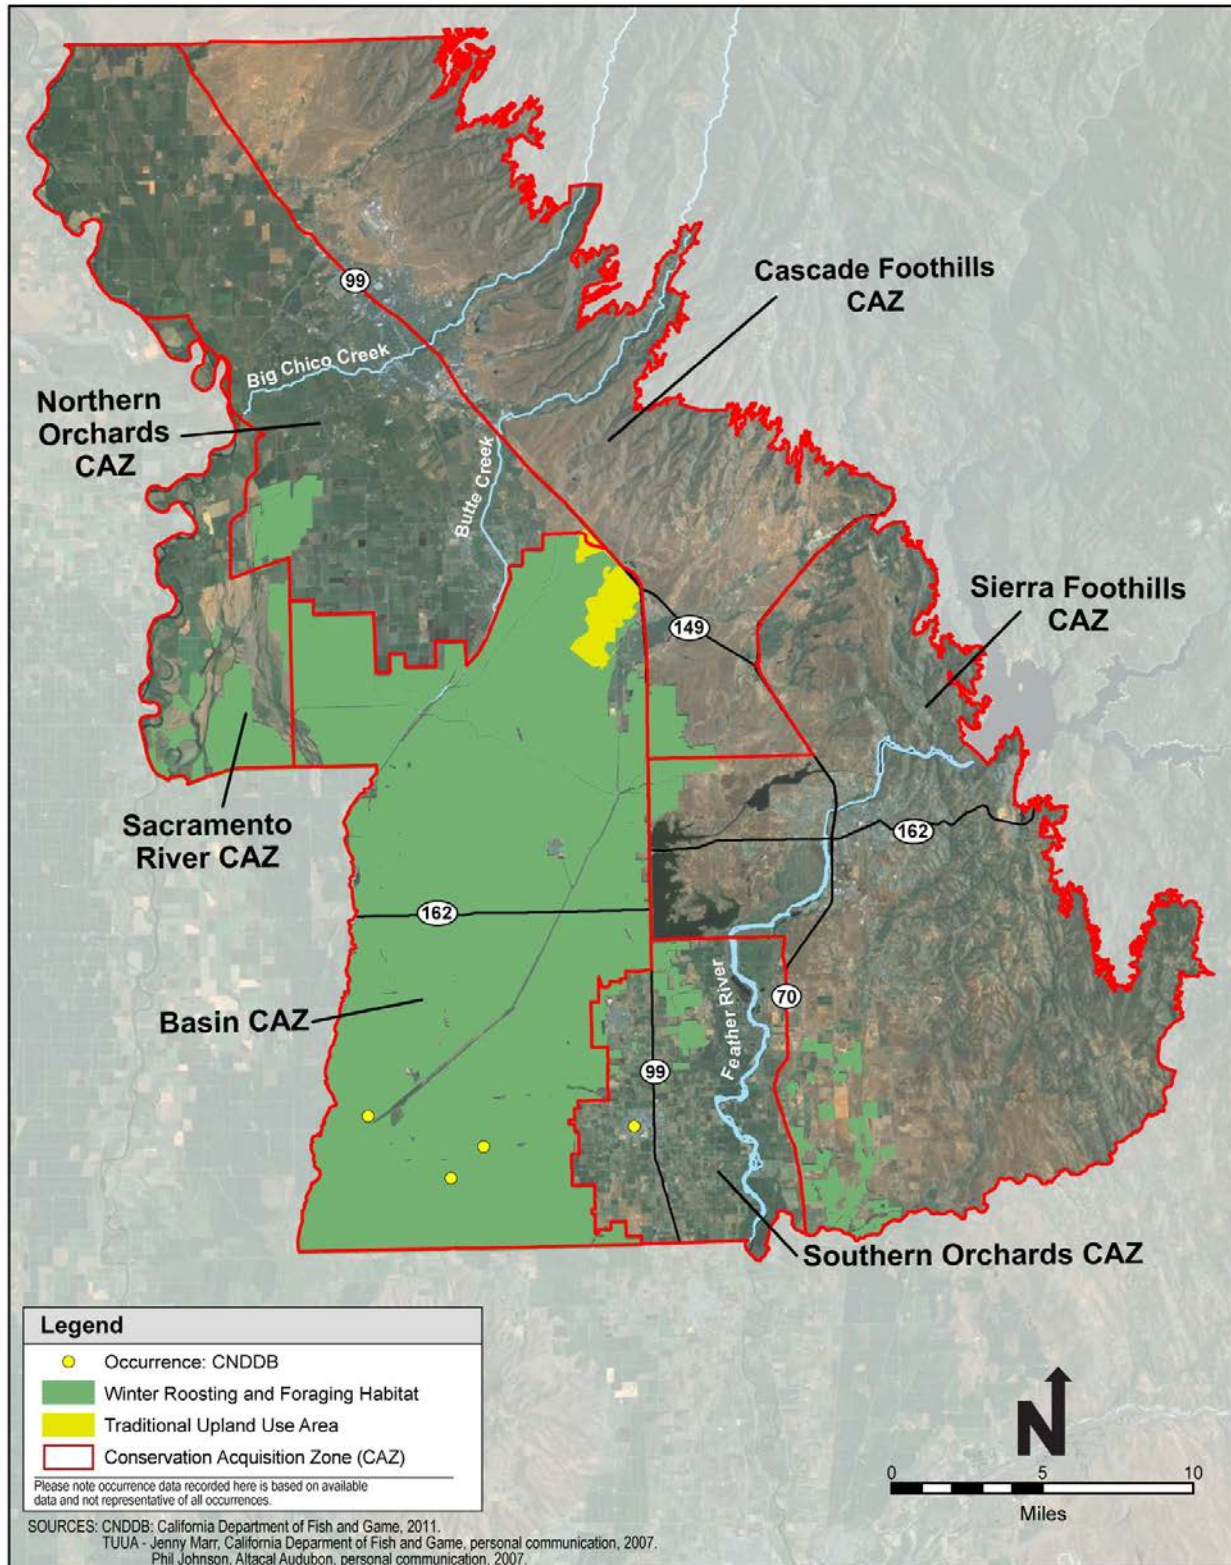 Cascade Foothills
CAZ
99
Big Chico Creek
Northern
Orchards
CAZ
Butte Creek
Sierra Foothills
CAZ
149
Sacramento
River CAZ
162
162
Basin CAZ
Feather River
70
99
Southern Orchards CAZ
Legend
Occurrence: CNDDB
Winter Roosting and Foraging Habitat
Traditional Upland Use Area
Conservation Acquisition Zone (CAZ)
Please note occurrence data recorded here is based on available
data and not representative of all occurrences.
N
0 5 10
Miles
SOURCES: CNDDB: California Department of Fish and Game, 2011.
TUUA - Jenny Marr, California Department of Fish and Game, personal communication, 2007.
Phil Johnson, Altacal Audubon, personal communication, 2007.